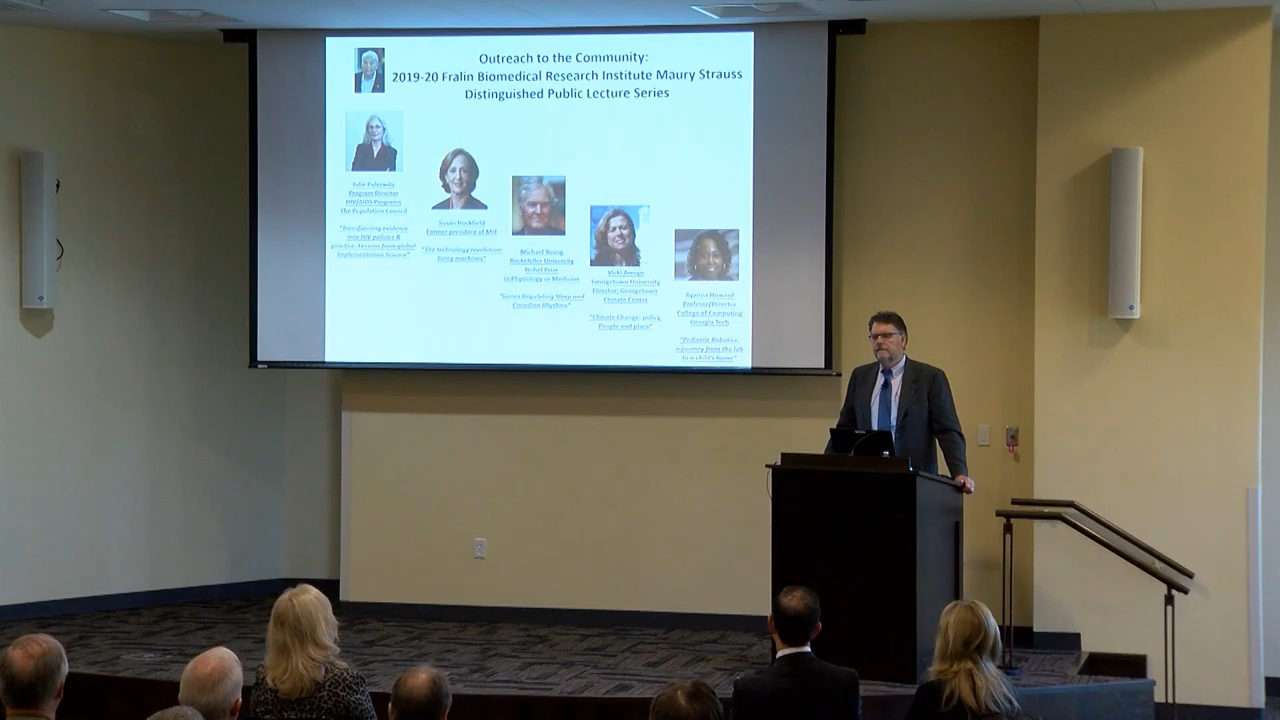 Outreach to the Community:
2019-20 Fralin Biomedical Research Institute Maury Strauss
Distinguished Public Lecture Series
Julie Pulerwitz
Program Director
HIV/AIDS Programs
The Population Council
"Transforming evidence
into HIV policies &
practice: Lessons from global
Implementation Science"
Susan Hockfield
Former president of MIT
"The technology revolution:
living machines"
Michael Young
Rockefeller University
Nobel Prize
in Physiology or Medicine
"Genes Regulating Sleep and
Circadian Rhythms"
Vicki Arroyo
Georgetown University
Director, Georgetown
Climate Center
"Climate Change: policy,
People and place"
Ayanna Howard
Professor/Director
College of Computing
Georgia Tech
"Pediatric Robotics:
a journey from the lab
to a child's home"